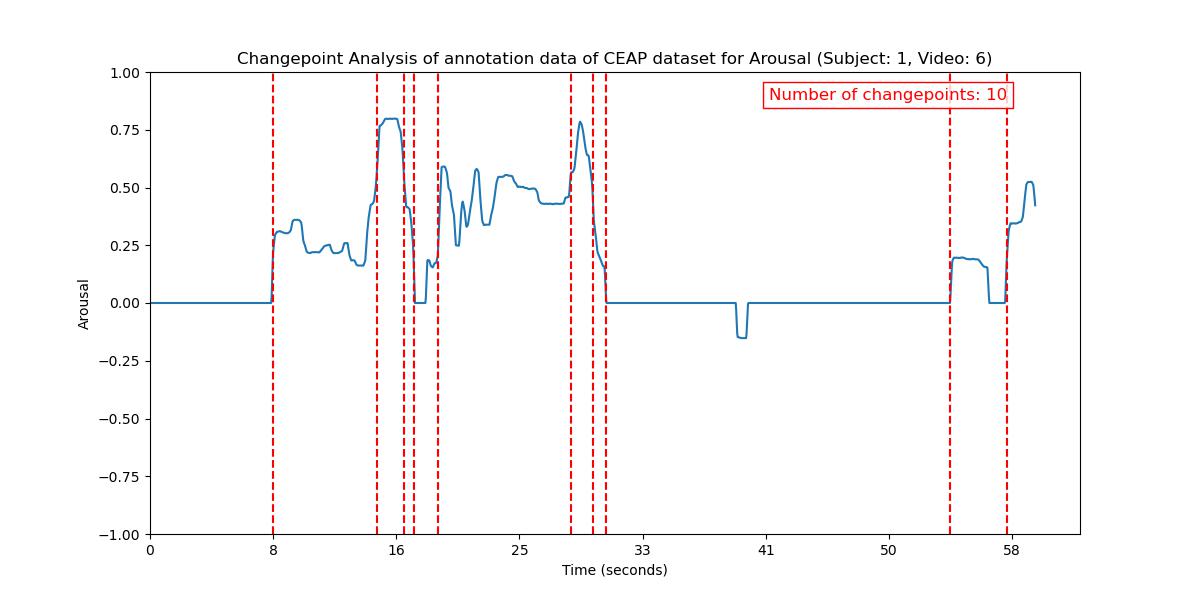 Changepoint Analysis of annotation data of CEAP dataset for Arousal (Subject: 1, Video: 6)
Number of changepoints: 10
1.00
0.75
0.50
0.25
0.00
−0.25
−0.50
−0.75
−1.00
Arousal
0 8 16 25 33 41 50 58
Time (seconds)